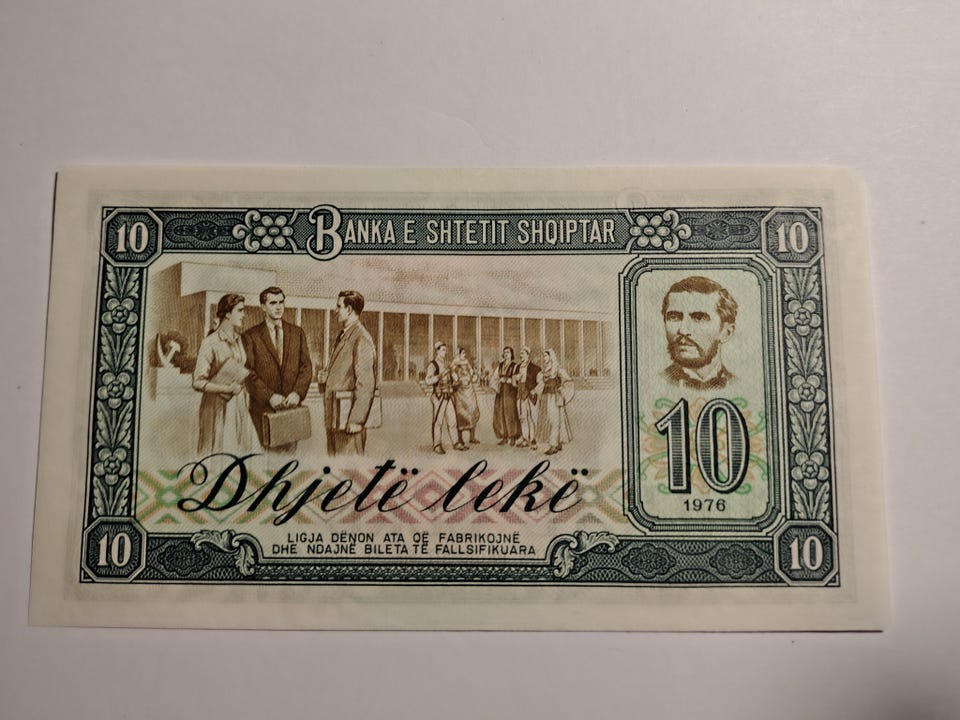 10 BANKA E SHTETIT SHQIPTAR 10
Dhjetë lekë
10
1976
LIGJA DËNON ATA QË FABRIKOJNË
DHE NDAJNË BILETA TË FALLSIFIKUARA
10 10